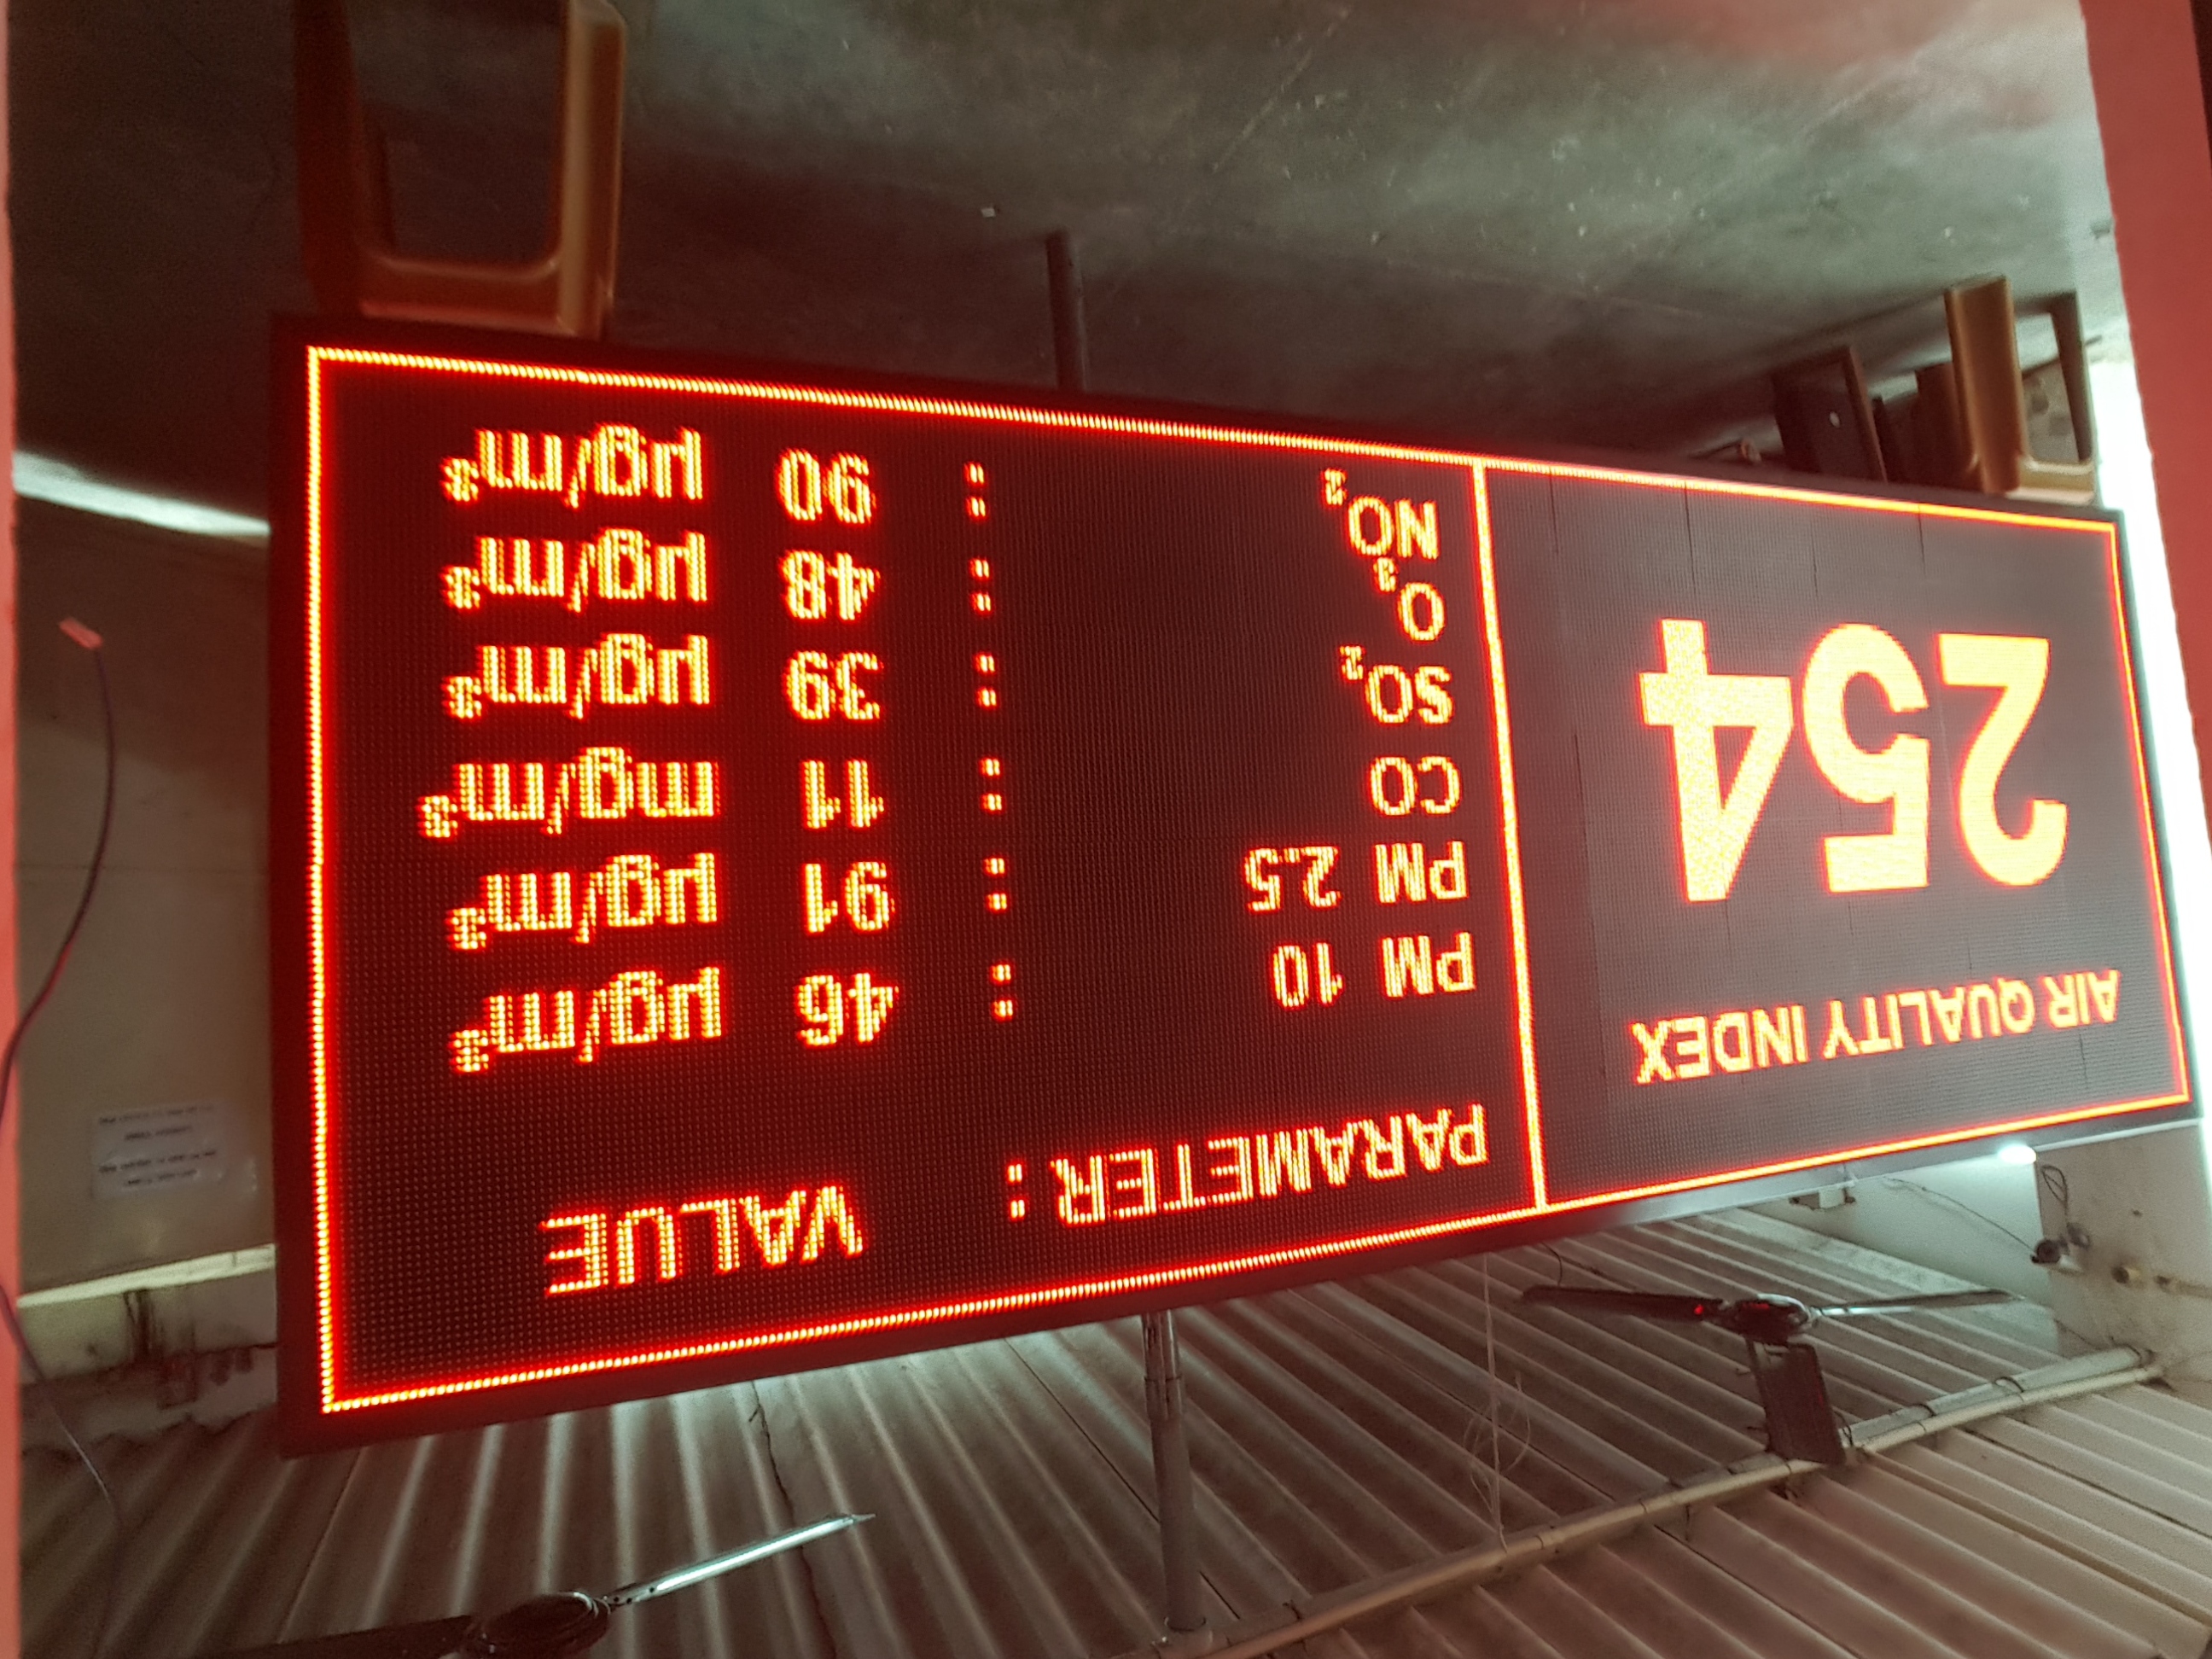 AIR QUALITY INDEX
254
PARAMETER : VALUE
PM 10 : 46 µg/m³
PM 2.5 : 91 µg/m³
CO : 11 mg/m³
SO₂ : 39 µg/m³
O₃ : 48 µg/m³
NO₂ : 90 µg/m³